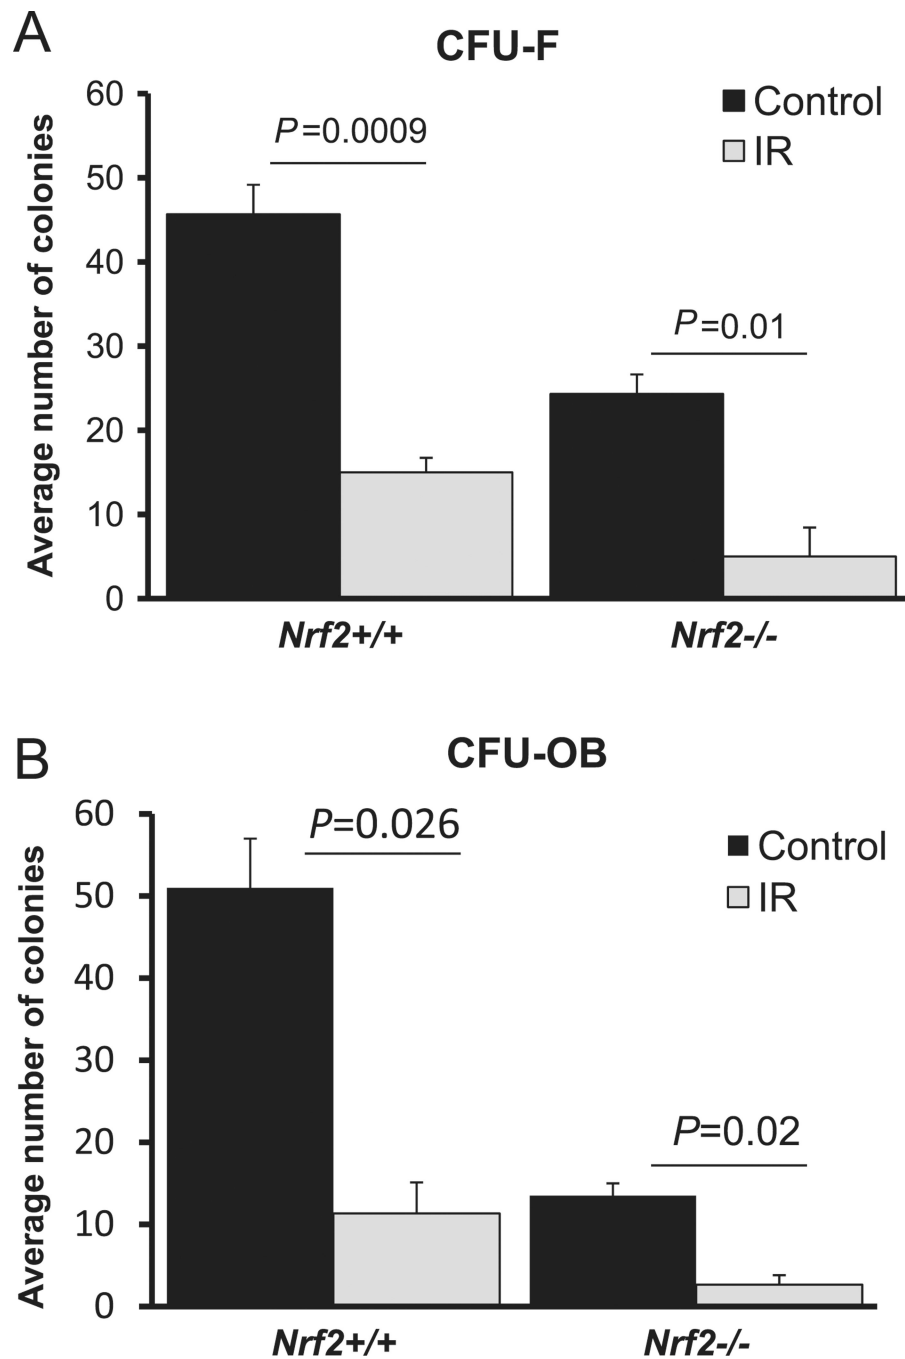 A
CFU-F
Average number of colonies
60
50
40
30
20
10
0
P=0.0009
P=0.01
Control
IR
Nrf2+/+
Nrf2-/-
B
CFU-OB
Average number of colonies
60
50
40
30
20
10
0
P=0.026
P=0.02
Control
IR
Nrf2+/+
Nrf2-/-